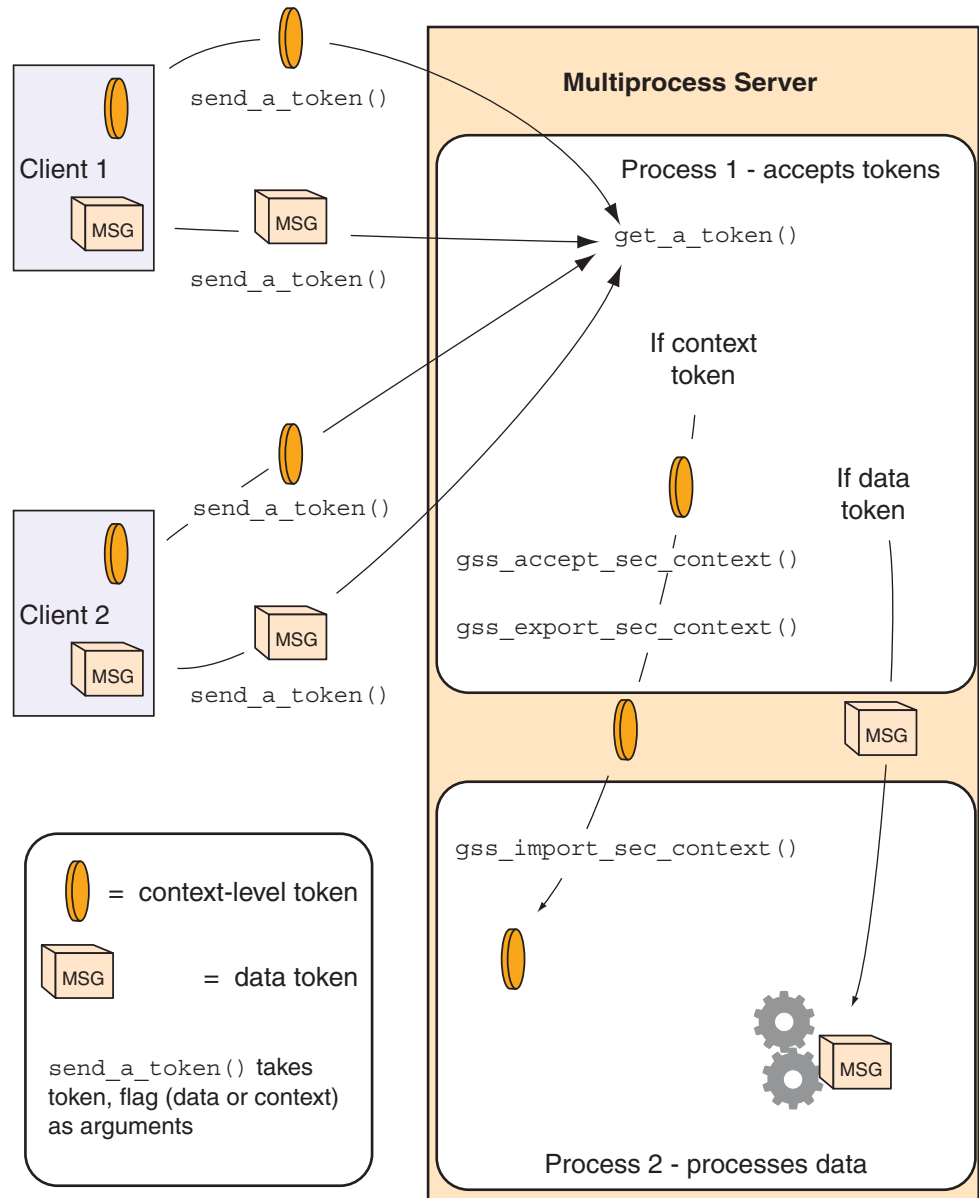 send_a_token()
Client 1
MSG
MSG
send_a_token()
send_a_token()
Client 2
MSG
MSG
send_a_token()
Multiprocess Server
Process 1 - accepts tokens
get_a_token()
If context
token
If data
token
gss_accept_sec_context()
gss_export_sec_context()
MSG
gss_import_sec_context()
MSG
Process 2 - processes data
= context-level token
MSG
= data token
send_a_token() takes
token, flag (data or context)
as arguments